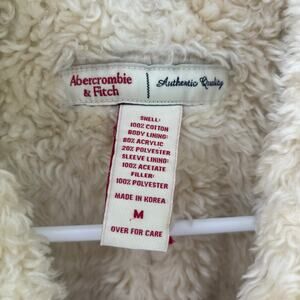 Abercrombie
& Fitch
Authentic Quality
SHELL:
100% COTTON
BODY LINING:
80% ACRYLIC
20% POLYESTER
SLEEVE LINING:
100% ACETATE
FILLER:
100% POLYESTER
MADE IN KOREA
M
OVER FOR CARE